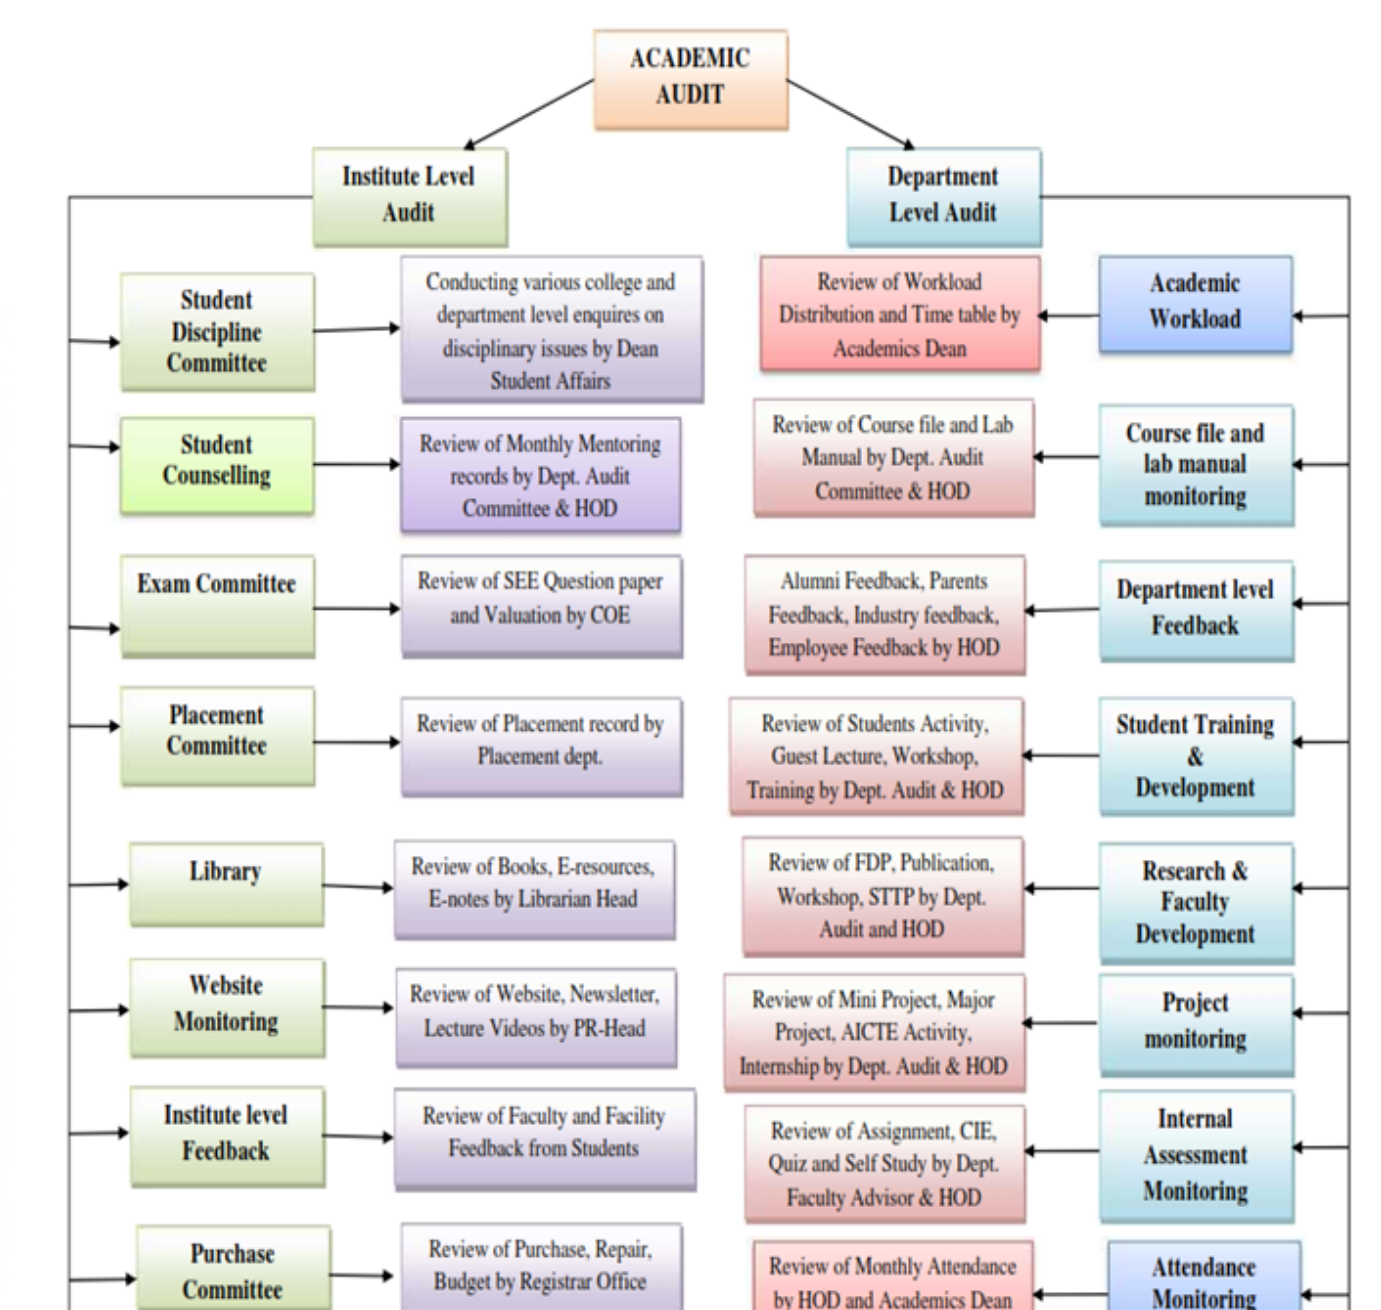 ACADEMIC
AUDIT
Institute Level
Audit
Department
Level Audit
Student
Discipline
Committee
Conducting various college and
department level enquires on
disciplinary issues by Dean
Student Affairs
Review of Workload
Distribution and Time table by
Academics Dean
Academic
Workload
Student
Counselling
Review of Monthly Mentoring
records by Dept. Audit
Committee & HOD
Review of Course file and Lab
Manual by Dept. Audit
Committee & HOD
Course file and
lab manual
monitoring
Exam Committee
Review of SEE Question paper
and Valuation by COE
Alumni Feedback, Parents
Feedback, Industry feedback,
Employee Feedback by HOD
Department level
Feedback
Placement
Committee
Review of Placement record by
Placement dept.
Review of Students Activity,
Guest Lecture, Workshop,
Training by Dept. Audit & HOD
Student Training
&
Development
Library
Review of Books, E-resources,
E-notes by Librarian Head
Review of FDP, Publication,
Workshop, STTP by Dept.
Audit and HOD
Research &
Faculty
Development
Website
Monitoring
Review of Website, Newsletter,
Lecture Videos by PR-Head
Review of Mini Project, Major
Project, AICTE Activity,
Internship by Dept. Audit & HOD
Project
monitoring
Institute level
Feedback
Review of Faculty and Facility
Feedback from Students
Review of Assignment, CIE,
Quiz and Self Study by Dept.
Faculty Advisor & HOD
Internal
Assessment
Monitoring
Purchase
Committee
Review of Purchase, Repair,
Budget by Registrar Office
Review of Monthly Attendance
by HOD and Academics Dean
Attendance
Monitoring